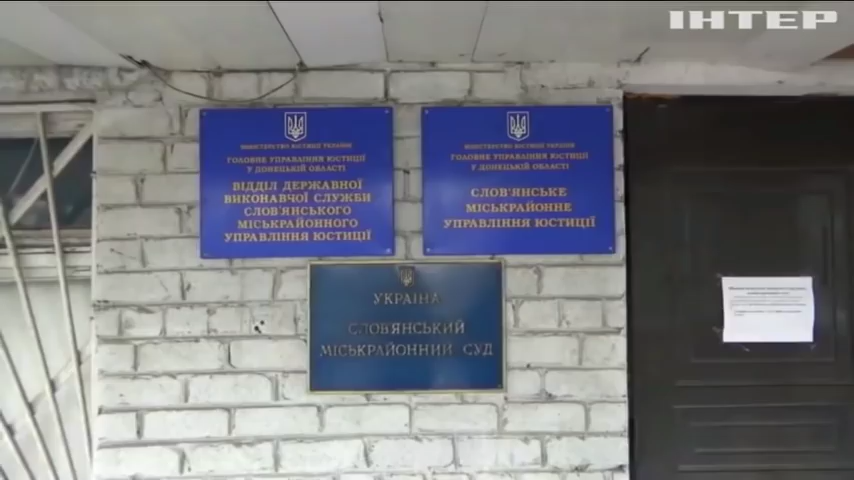 ІНТЕР
МІНІСТЕРСТВО ЮСТИЦІЇ УКРАЇНИ
ГОЛОВНЕ УПРАВЛІННЯ ЮСТИЦІЇ
У ДОНЕЦЬКІЙ ОБЛАСТІ
ВІДДІЛ ДЕРЖАВНОЇ
ВИКОНАВЧОЇ СЛУЖБИ
СЛОВ'ЯНСЬКОГО
МІСЬКРАЙОННОГО
УПРАВЛІННЯ ЮСТИЦІЇ
МІНІСТЕРСТВО ЮСТИЦІЇ УКРАЇНИ
ГОЛОВНЕ УПРАВЛІННЯ ЮСТИЦІЇ
У ДОНЕЦЬКІЙ ОБЛАСТІ
СЛОВ'ЯНСЬКЕ
МІСЬКРАЙОННЕ
УПРАВЛІННЯ ЮСТИЦІЇ
УКРАЇНА
СЛОВ'ЯНСЬКИЙ
МІСЬКРАЙОННИЙ СУД